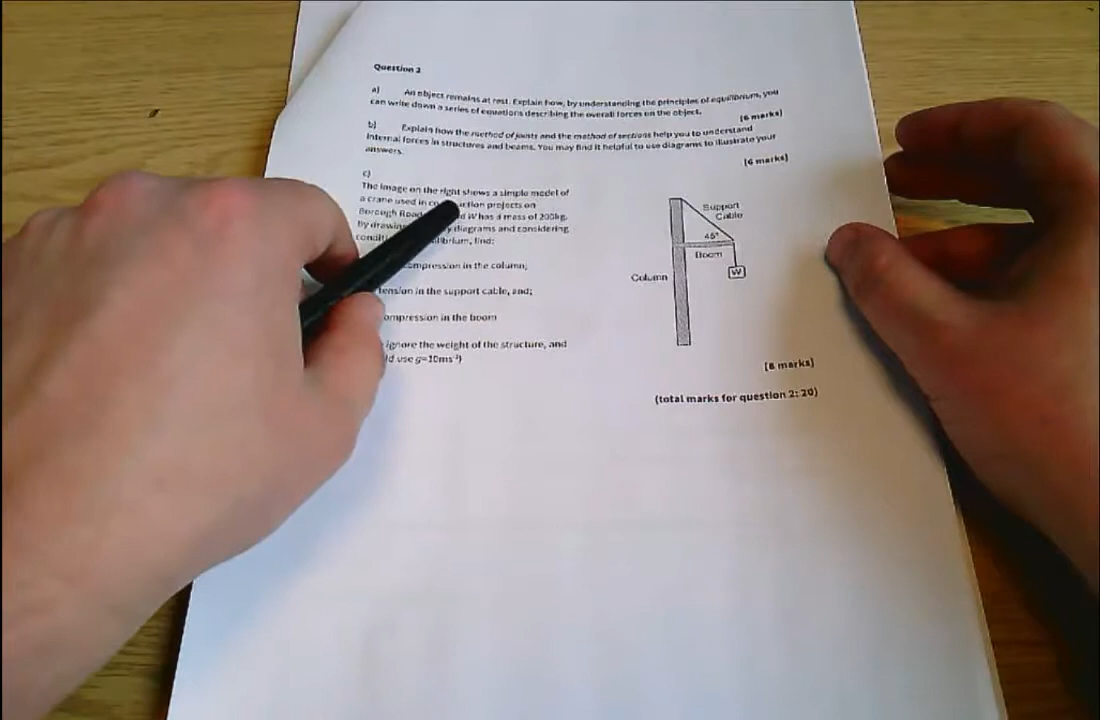 Question 2
a) An object remains at rest. Explain how, by understanding the principles of equilibrium, you
can write down a series of equations describing the overall forces on the object.
[6 marks]
b) Explain how the method of joints and the method of sections help you to understand
internal forces in structures and beams. You may find it helpful to use diagrams to illustrate your
answers.
[6 marks]
c)
The image on the right shows a simple model of
a crane used in projects on
Borough Road W has a mass of 200kg.
By diagrams and considering
find:
compression in the column;
tension in the support cable, and;
compression in the boom
ignore the weight of the structure, and
use g=10ms⁻²)
Support
Cable
45°
Boom
W
Column
[8 marks]
(total marks for question 2: 20)